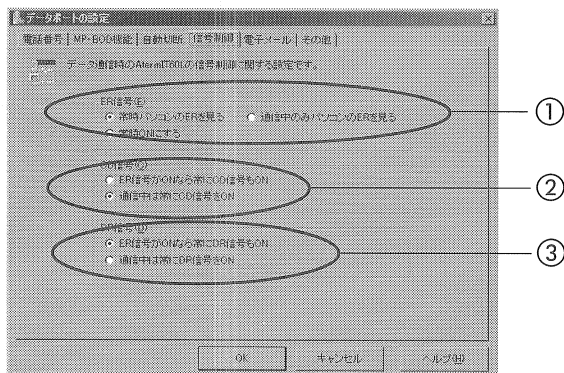 データポートの設定
電話番号 MP・BOD機能 自動切断 信号制御 電子メール その他
データ通信時のAtermIT60Lの信号制御に関する設定です。
ER信号(E)
常時パソコンのERを見る 通信中のみパソコンのERを見る
常時ONにする
①
CD信号(C)
ER信号がONなら常にCD信号もON
通信中は常にCD信号をON
②
DR信号(D)
ER信号がONなら常にDR信号もON
通信中は常にDR信号をON
③
OK キャンセル ヘルプ(H)